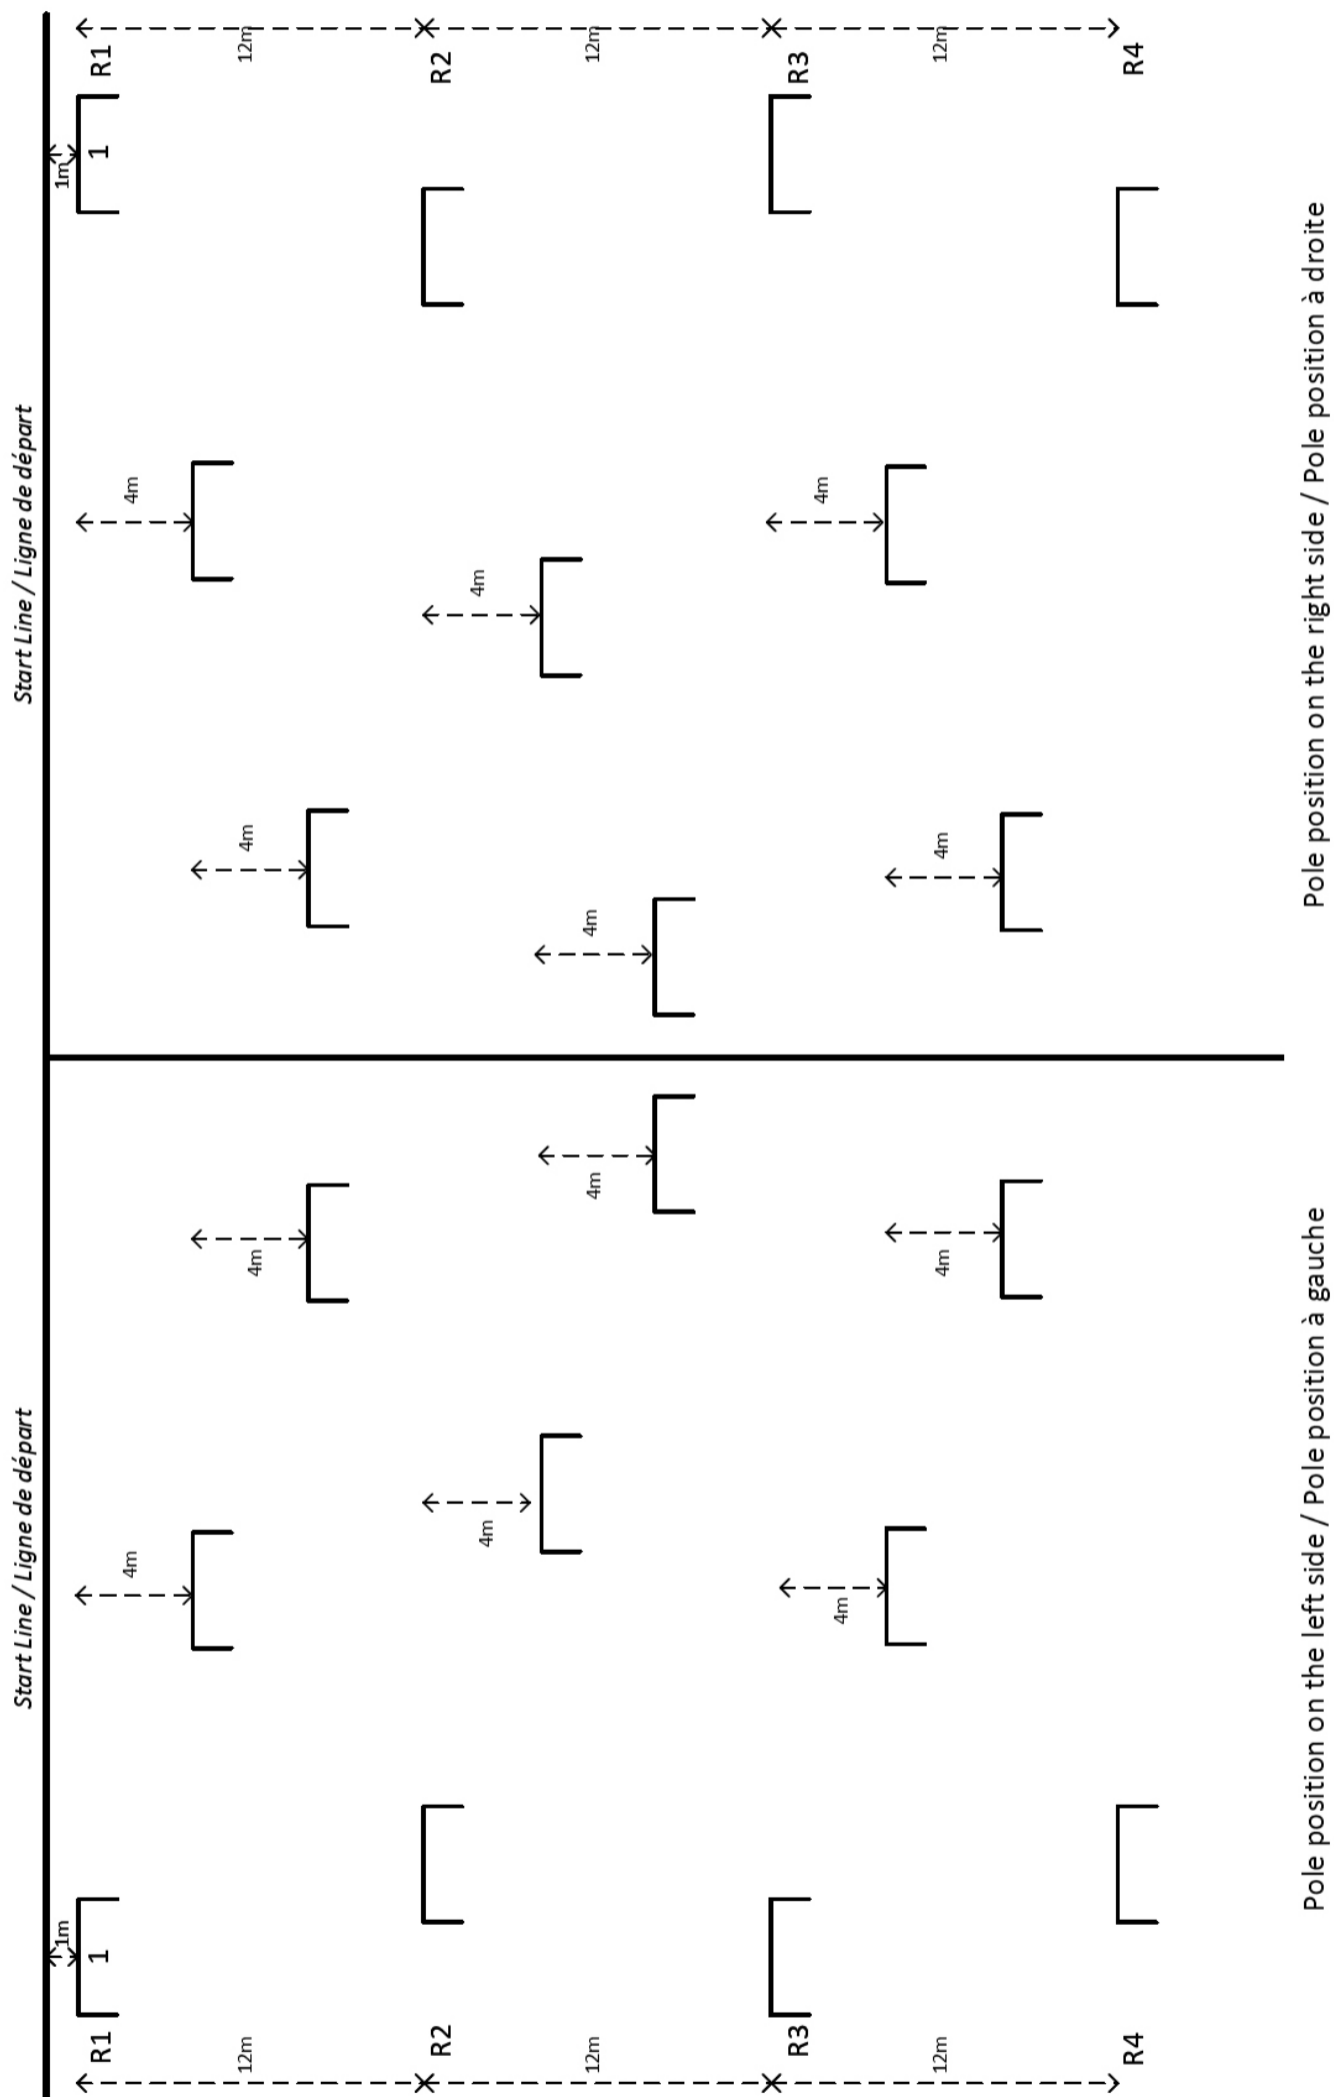 Start Line / Ligne de départ
1m
R1
1
4m
12m
4m
R2
4m
12m
4m
R3
4m
12m
4m
R4
Pole position on the left side / Pole position à gauche
Start Line / Ligne de départ
1m
1
R1
4m
4m
12m
R2
4m
4m
12m
R3
4m
4m
12m
R4
Pole position on the right side / Pole position à droite